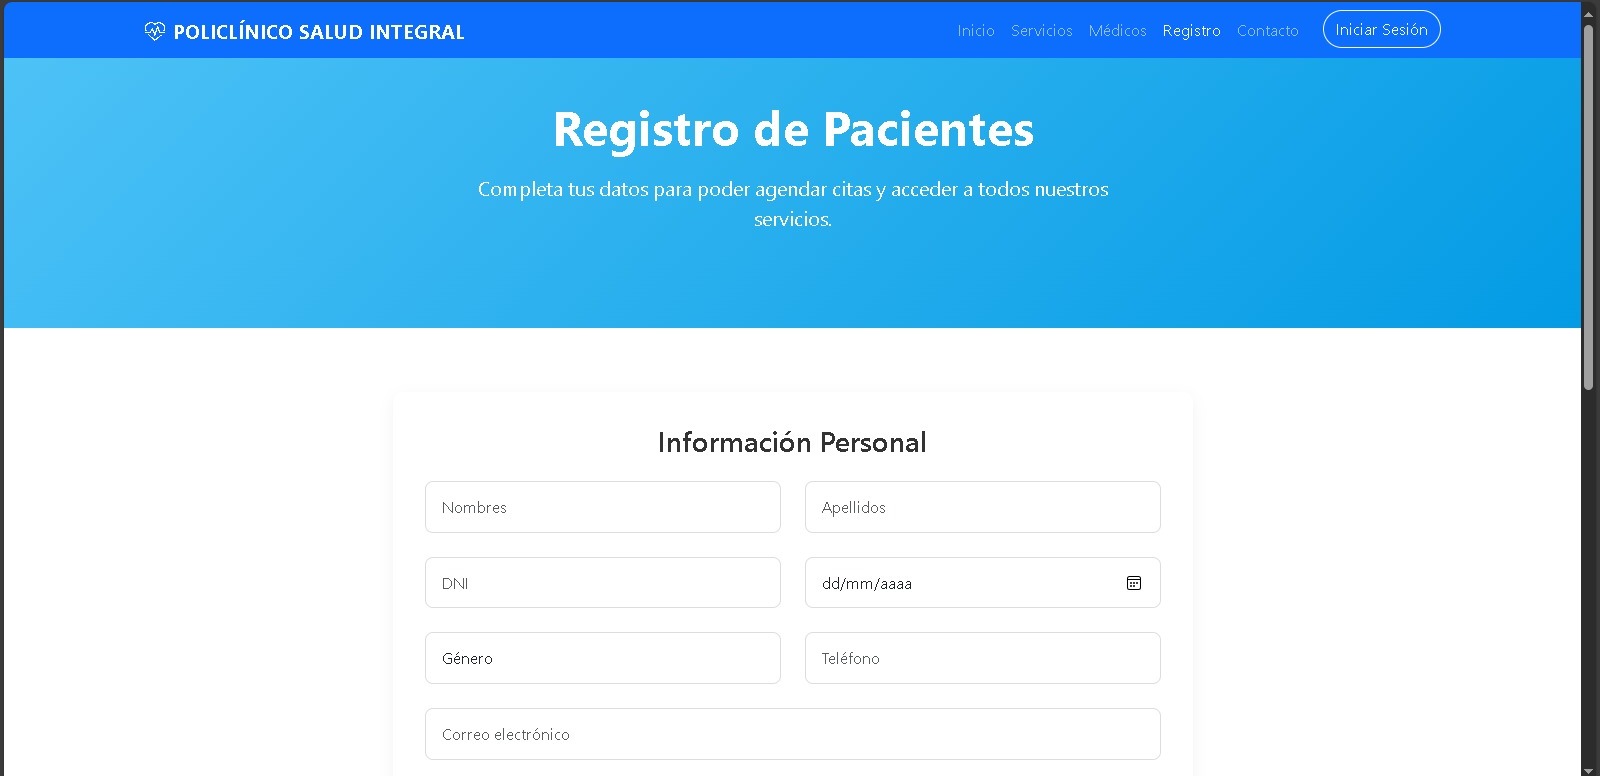 POLICLÍNICO SALUD INTEGRAL
Inicio Servicios Médicos Registro Contacto Iniciar Sesión
Registro de Pacientes
Completa tus datos para poder agendar citas y acceder a todos nuestros
servicios.
Información Personal
Nombres Apellidos
DNI dd/mm/aaaa
Género Teléfono
Correo electrónico